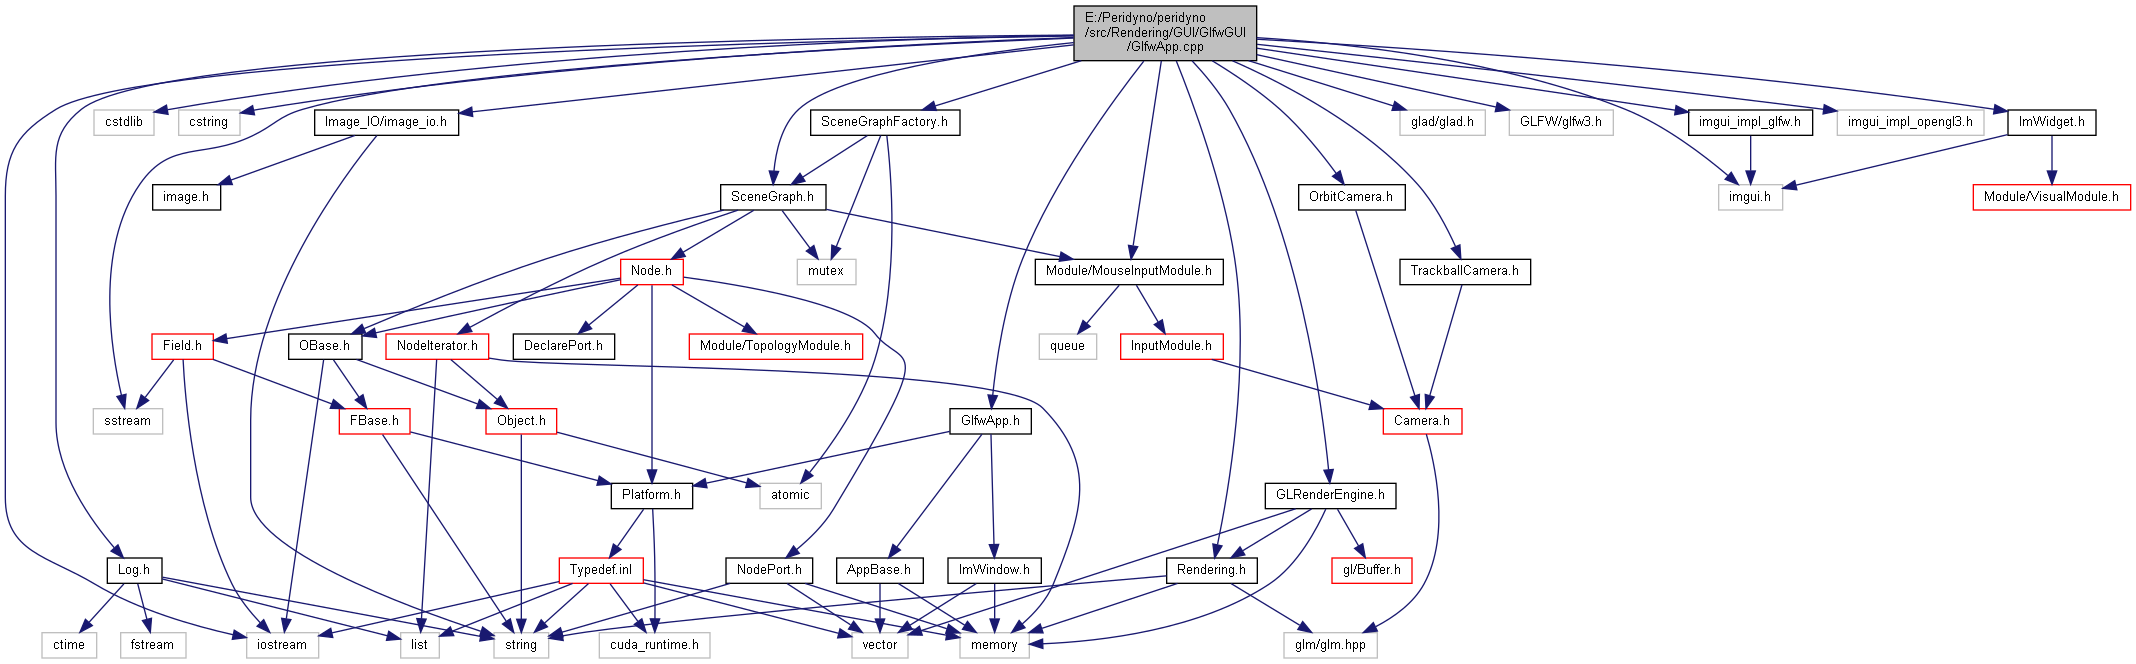 E:/Peridyno/peridyno
/src/Rendering/GUI/GlfwGUI
/GlfwApp.cpp
cstdlib
cstring
Image_IO/image_io.h
SceneGraphFactory.h
glad/glad.h
GLFW/glfw3.h
imgui_impl_glfw.h
imgui_impl_opengl3.h
ImWidget.h
image.h
SceneGraph.h
OrbitCamera.h
imgui.h
Module/VisualModule.h
Node.h
mutex
Module/MouseInputModule.h
TrackballCamera.h
Field.h
OBase.h
NodeIterator.h
DeclarePort.h
Module/TopologyModule.h
queue
InputModule.h
sstream
FBase.h
Object.h
GlfwApp.h
Camera.h
Platform.h
atomic
GLRenderEngine.h
Log.h
Typedef.inl
NodePort.h
AppBase.h
ImWindow.h
Rendering.h
gl/Buffer.h
ctime
fstream
iostream
list
string
cuda_runtime.h
vector
memory
glm/glm.hpp